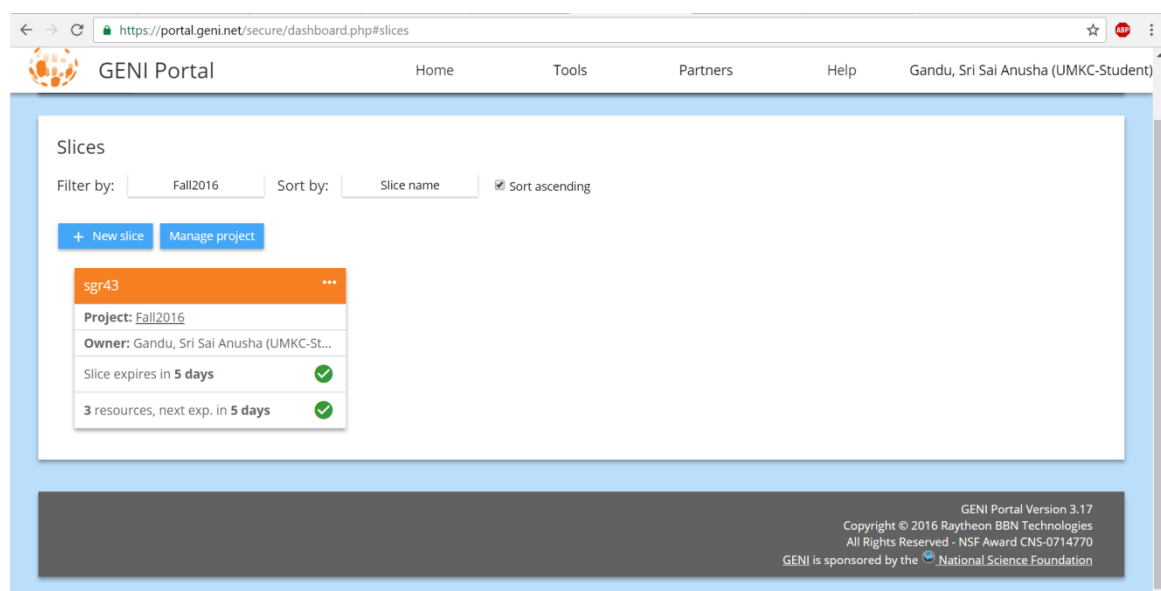 https://portal.geni.net/secure/dashboard.php#slices
ABP
GENI Portal Home Tools Partners Help Gandu, Sri Sai Anusha (UMKC-Student)
Slices
Filter by: Fall2016 Sort by: Slice name Sort ascending
+ New slice Manage project
sgr43 •••
Project: Fall2016
Owner: Gandu, Sri Sai Anusha (UMKC-St...
Slice expires in 5 days
3 resources, next exp. in 5 days
GENI Portal Version 3.17
Copyright © 2016 Raytheon BBN Technologies
All Rights Reserved - NSF Award CNS-0714770
GENI is sponsored by the National Science Foundation